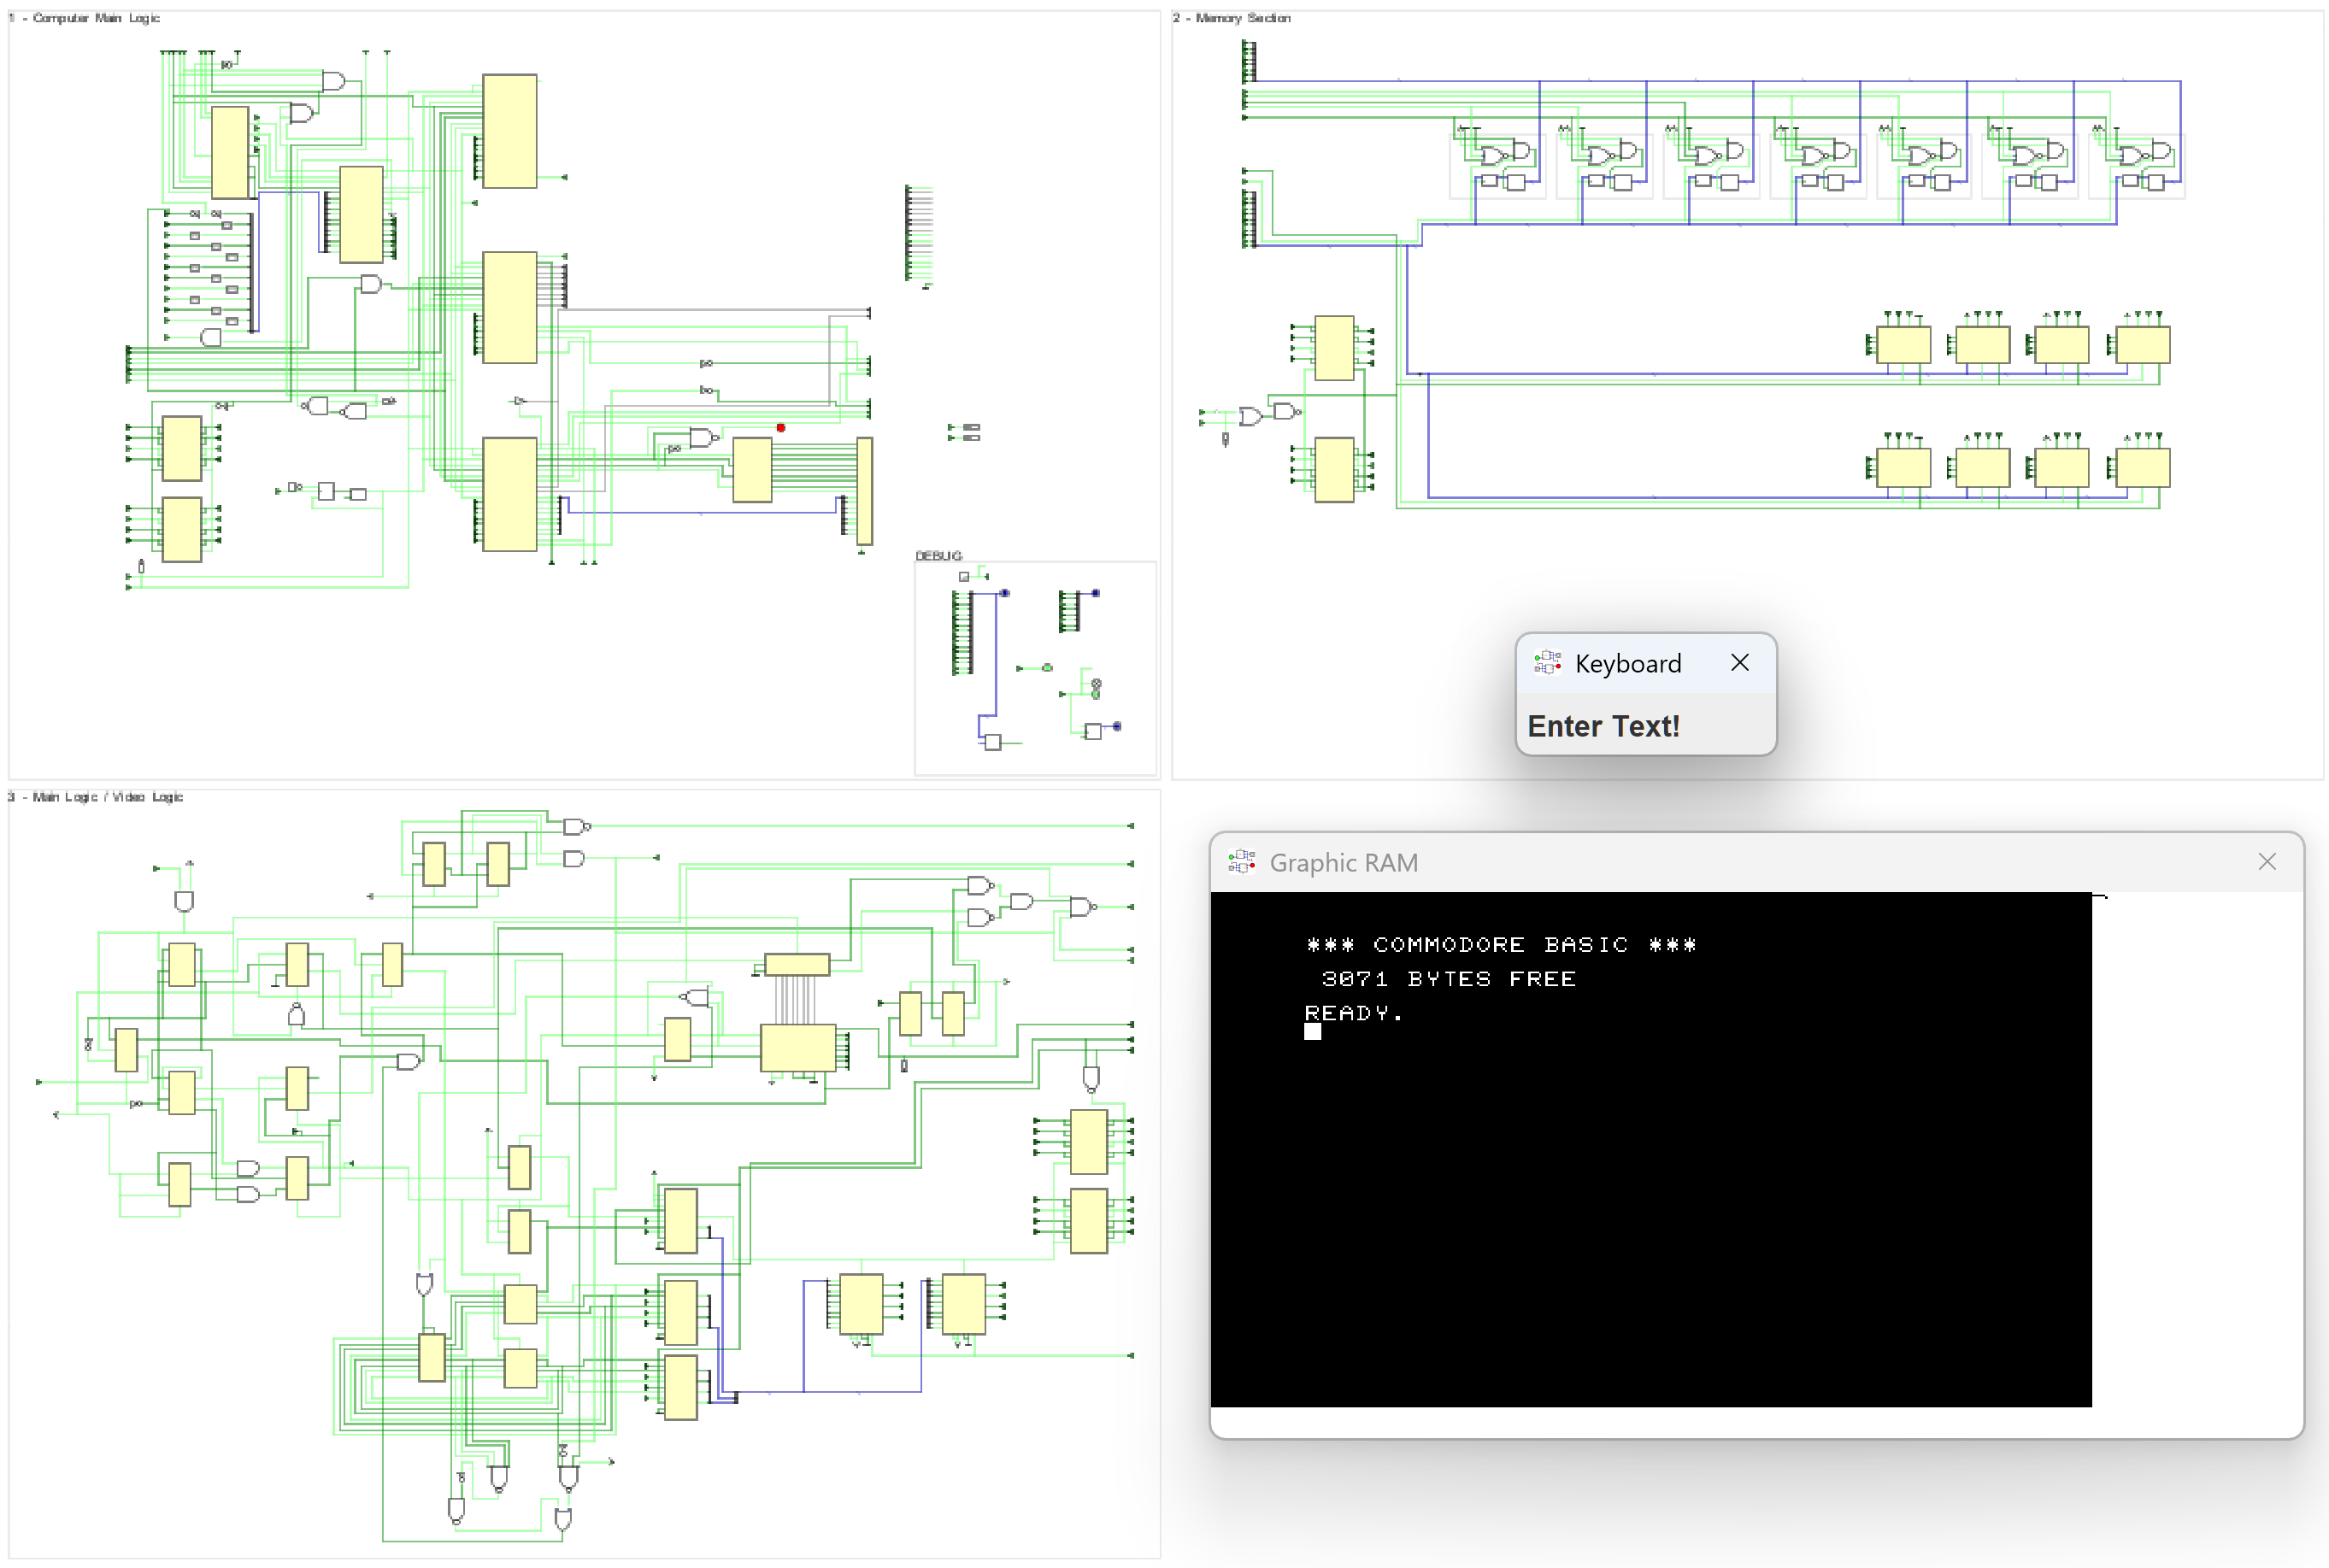 1 - Computer Main Logic
2 - Memory Section
DEBUG
Keyboard
Enter Text!
3 - Main Logic / Video Logic
Graphic RAM
*** COMMODORE BASIC ***
3071 BYTES FREE
READY.